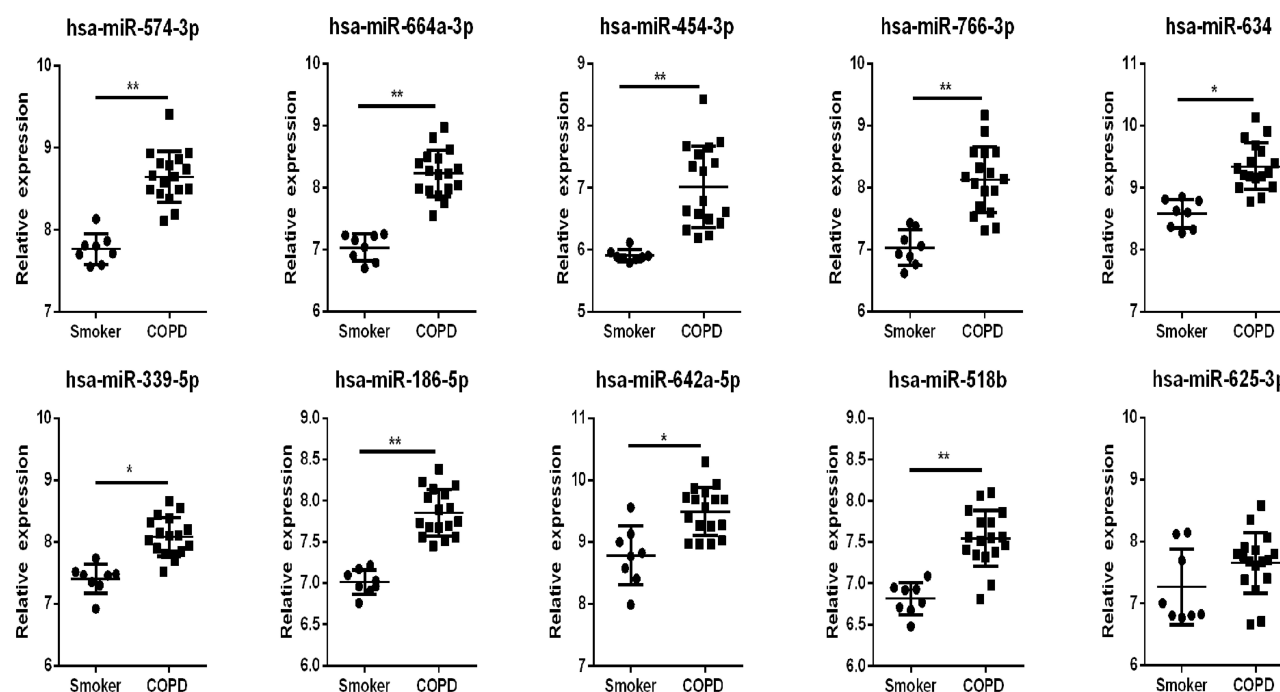 hsa-miR-574-3p
Relative expression
10
9
8
7
**
Smoker COPD
hsa-miR-664a-3p
Relative expression
10
9
8
7
6
**
Smoker COPD
hsa-miR-454-3p
Relative expression
9
8
7
6
5
**
Smoker COPD
hsa-miR-766-3p
Relative expression
10
9
8
7
6
**
Smoker COPD
hsa-miR-634
Relative expression
11
10
9
8
7
*
Smoker COPD
hsa-miR-339-5p
Relative expression
10
9
8
7
6
*
Smoker COPD
hsa-miR-186-5p
Relative expression
9.0
8.5
8.0
7.5
7.0
6.5
6.0
**
Smoker COPD
hsa-miR-642a-5p
Relative expression
11
10
9
8
7
*
Smoker COPD
hsa-miR-518b
Relative expression
9.0
8.5
8.0
7.5
7.0
6.5
6.0
**
Smoker COPD
hsa-miR-625-3p
Relative expression
10
9
8
7
6
Smoker COPD